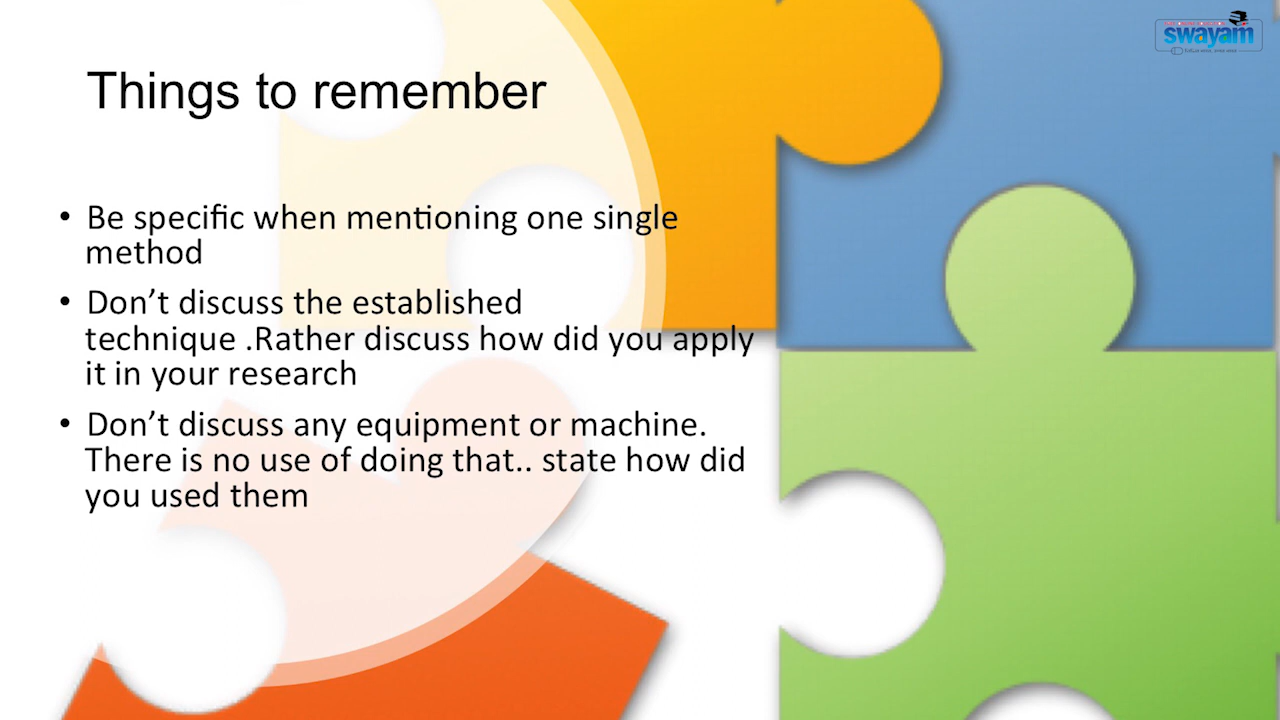 swayam
Things to remember
• Be specific when mentioning one single
method
• Don’t discuss the established
technique .Rather discuss how did you apply
it in your research
• Don’t discuss any equipment or machine.
There is no use of doing that.. state how did
you used them